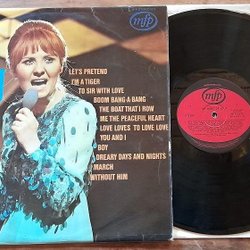 mfp
LET'S PRETEND
I'M A TIGER
TO SIR WITH LOVE
BOOM BANG-A-BANG
THE BOAT THAT I ROW
ME THE PEACEFUL HEART
LOVE LOVES TO LOVE LOVE
YOU AND I
BOY
DREARY DAYS AND NIGHTS
MARCH
WITHOUT HIM
mfp